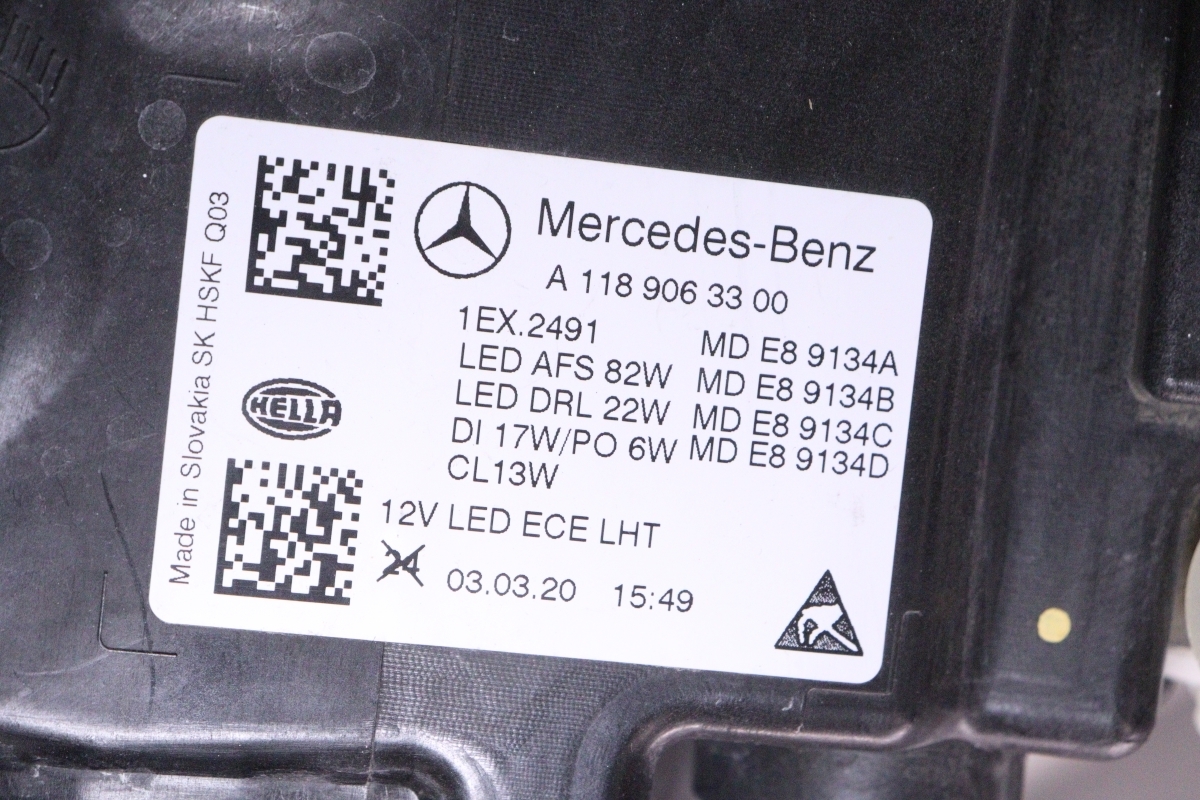 Mercedes-Benz
A 118 906 33 00
1EX.2491
LED AFS 82W
LED DRL 22W
DI 17W/PO 6W
CL13W
MD E8 9134A
MD E8 9134B
MD E8 9134C
MD E8 9134D
12V LED ECE LHT
24 03.03.20 15:49
HELLA
Made in Slovakia SK HSKF Q03